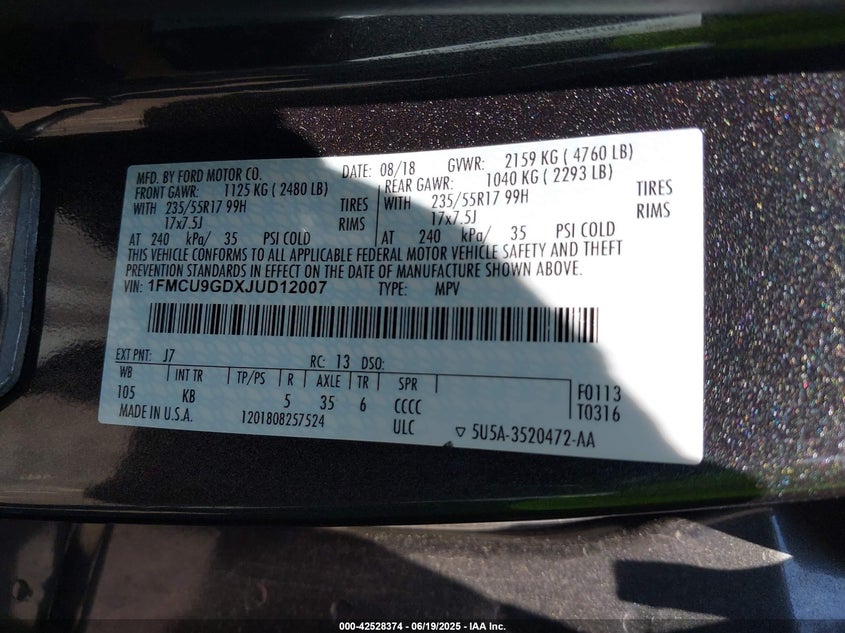 MFD. BY FORD MOTOR CO. DATE: 08/18 GVWR: 2159 KG ( 4760 LB)
FRONT GAWR: 1125 KG ( 2480 LB) REAR GAWR: 1040 KG ( 2293 LB)
WITH 235/55R17 99H TIRES WITH 235/55R17 99H TIRES
17x7.5J RIMS 17x7.5J RIMS
AT 240 kPa/ 35 PSI COLD AT 240 kPa/ 35 PSI COLD
THIS VEHICLE CONFORMS TO ALL APPLICABLE FEDERAL MOTOR VEHICLE SAFETY AND THEFT
PREVENTION STANDARDS IN EFFECT ON THE DATE OF MANUFACTURE SHOWN ABOVE.
VIN: 1FMCU9GDXJUD12007 TYPE: MPV
EXT PNT: J7 RC: 13 DSO:
WB INT TR TP/PS R AXLE TR SPR F0113
105 KB 5 35 6 CCCC T0316
MADE IN U.S.A. 1201808257524 ULC ▽ 5U5A-3520472-AA
000-42528374 / 06/19/2025 - IAA Inc.